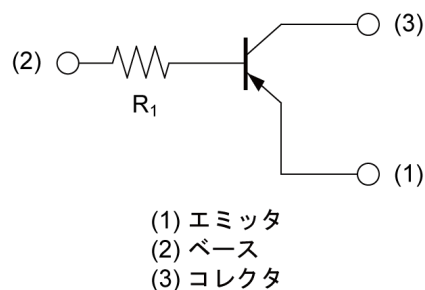 (3)
(2)
R₁
(1)
(1) エミッタ
(2) ベース
(3) コレクタ